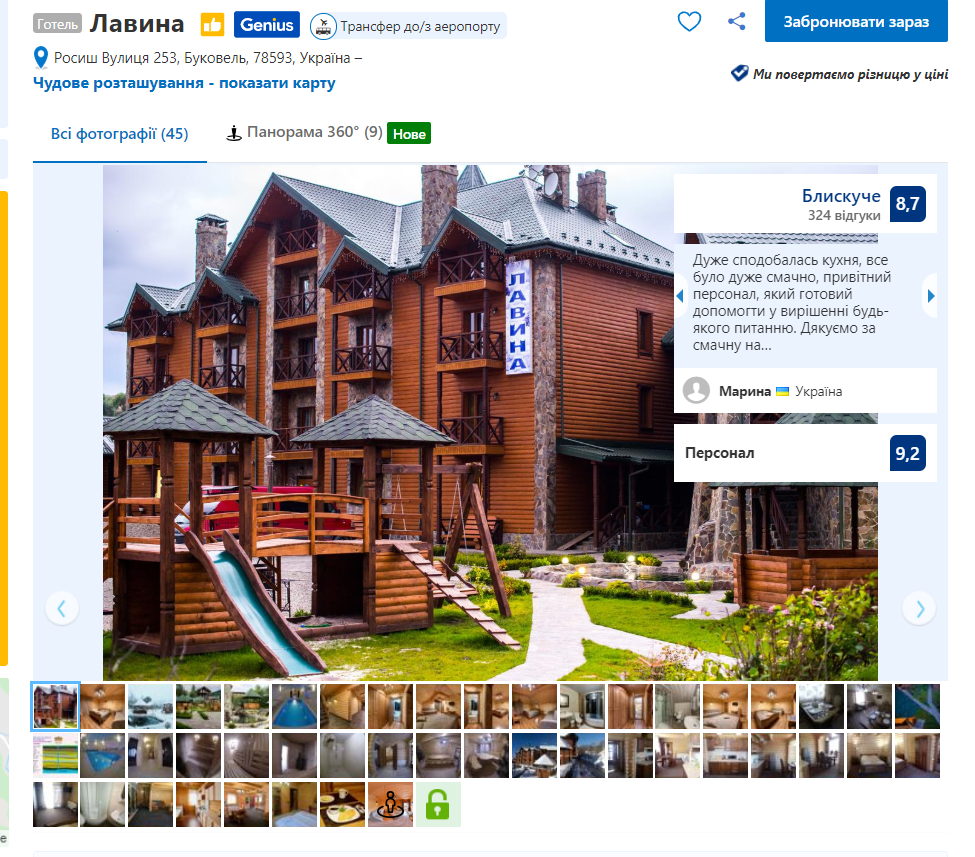 Готель Лавина Genius Трансфер до/з аеропорту
Забронювати зараз
Росиш Вулиця 253, Буковель, 78593, Україна –
Чудове розташування - показати карту
Ми повертаємо різницю у ціні
Всі фотографії (45)
Панорама 360° (9) Нове
ЛАВИНА
Блискуче
324 відгуки
8,7
Дуже сподобалась кухня, все
було дуже смачно, привітний
персонал, який готовий
допомогти у вирішенні будь-
якого питанню. Дякуємо за
смачну на...
Марина Україна
Персонал
9,2
e